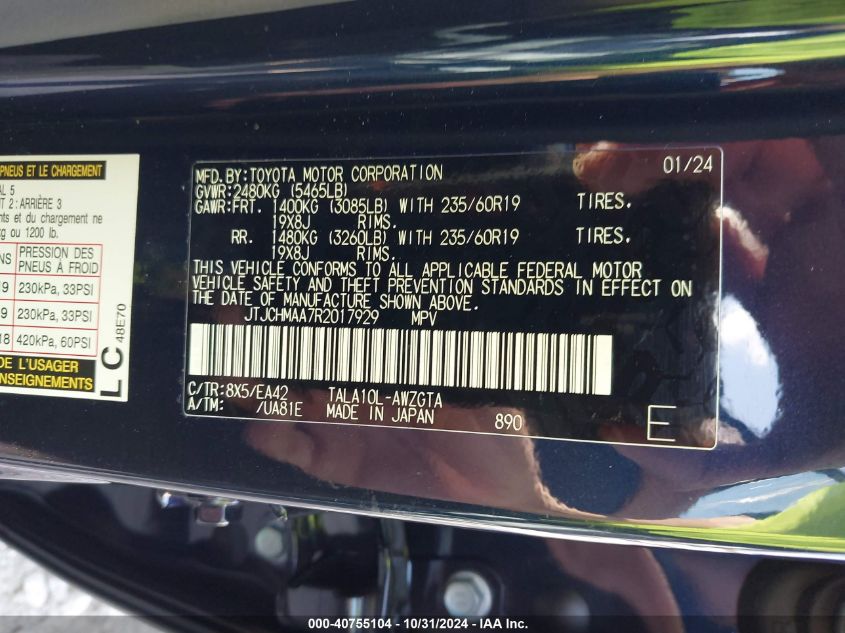 PNEUS ET LE CHARGEMENT
AL 5
T 2: ARRIÈRE 3
nts et du chargement ne
kg ou 1200 lb.
PRESSION DES
PNEUS À FROID
230kPa, 33PSI
230kPa, 33PSI
420kPa, 60PSI
DE L'USAGER
LC
48E70
MFD.BY:TOYOTA MOTOR CORPORATION 01/24
GVWR:2480KG (5465LB)
GAWR:FRT. 1400KG (3085LB) WITH 235/60R19 TIRES.
19X8J RIMS.
RR. 1480KG (3260LB) WITH 235/60R19 TIRES.
19X8J RIMS.
THIS VEHICLE CONFORMS TO ALL APPLICABLE FEDERAL MOTOR
VEHICLE SAFETY AND THEFT PREVENTION STANDARDS IN EFFECT ON
THE DATE OF MANUFACTURE SHOWN ABOVE.
JTJCHMAA7R2017929 MPV
C/TR:8X5/EA42 TALA10L-AWZGTA
A/TM: /UA81E MADE IN JAPAN 890 E
000-40755104 - 10/31/2024 - IAA Inc.